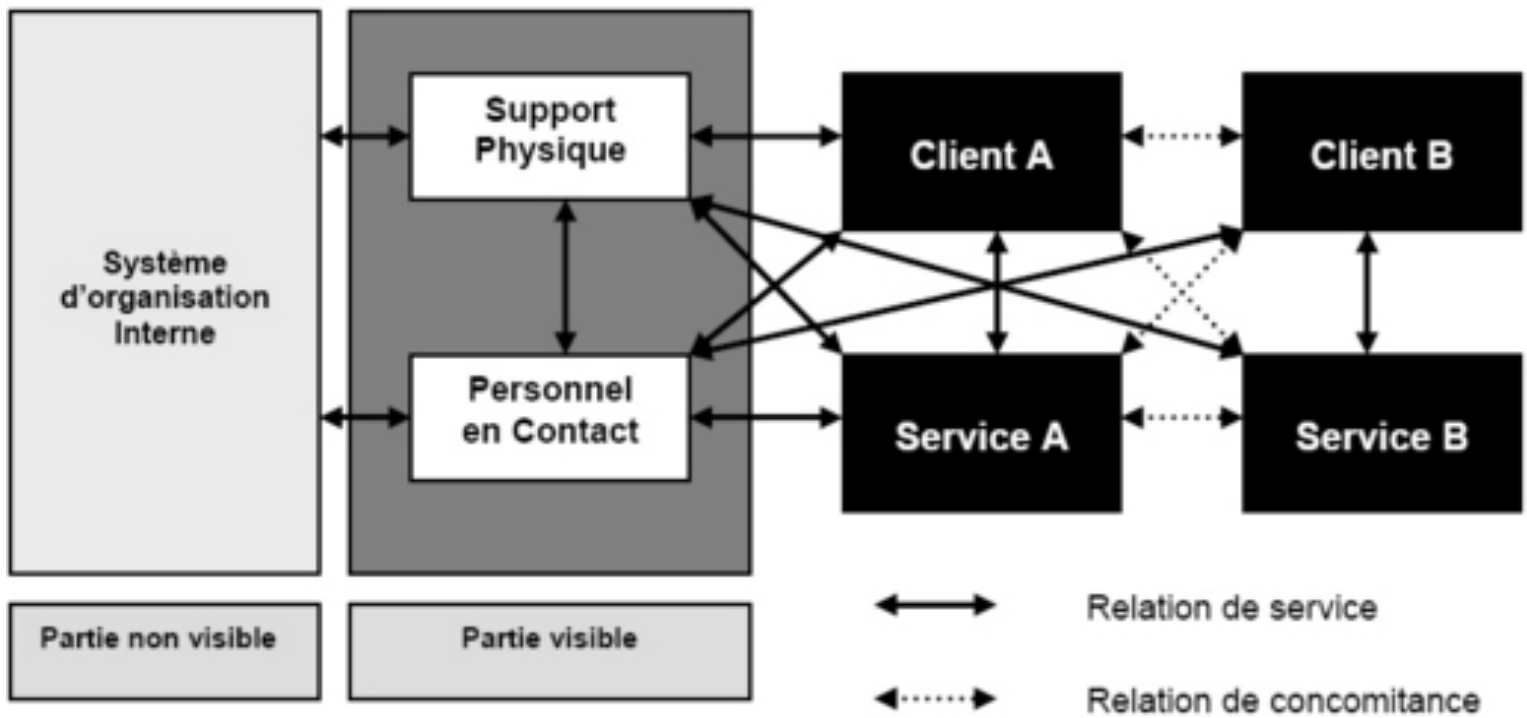 Support
Physique
Client A
Client B
Système
d'organisation
Interne
Personnel
en Contact
Service A
Service B
Partie non visible
Partie visible
Relation de service
Relation de concomitance